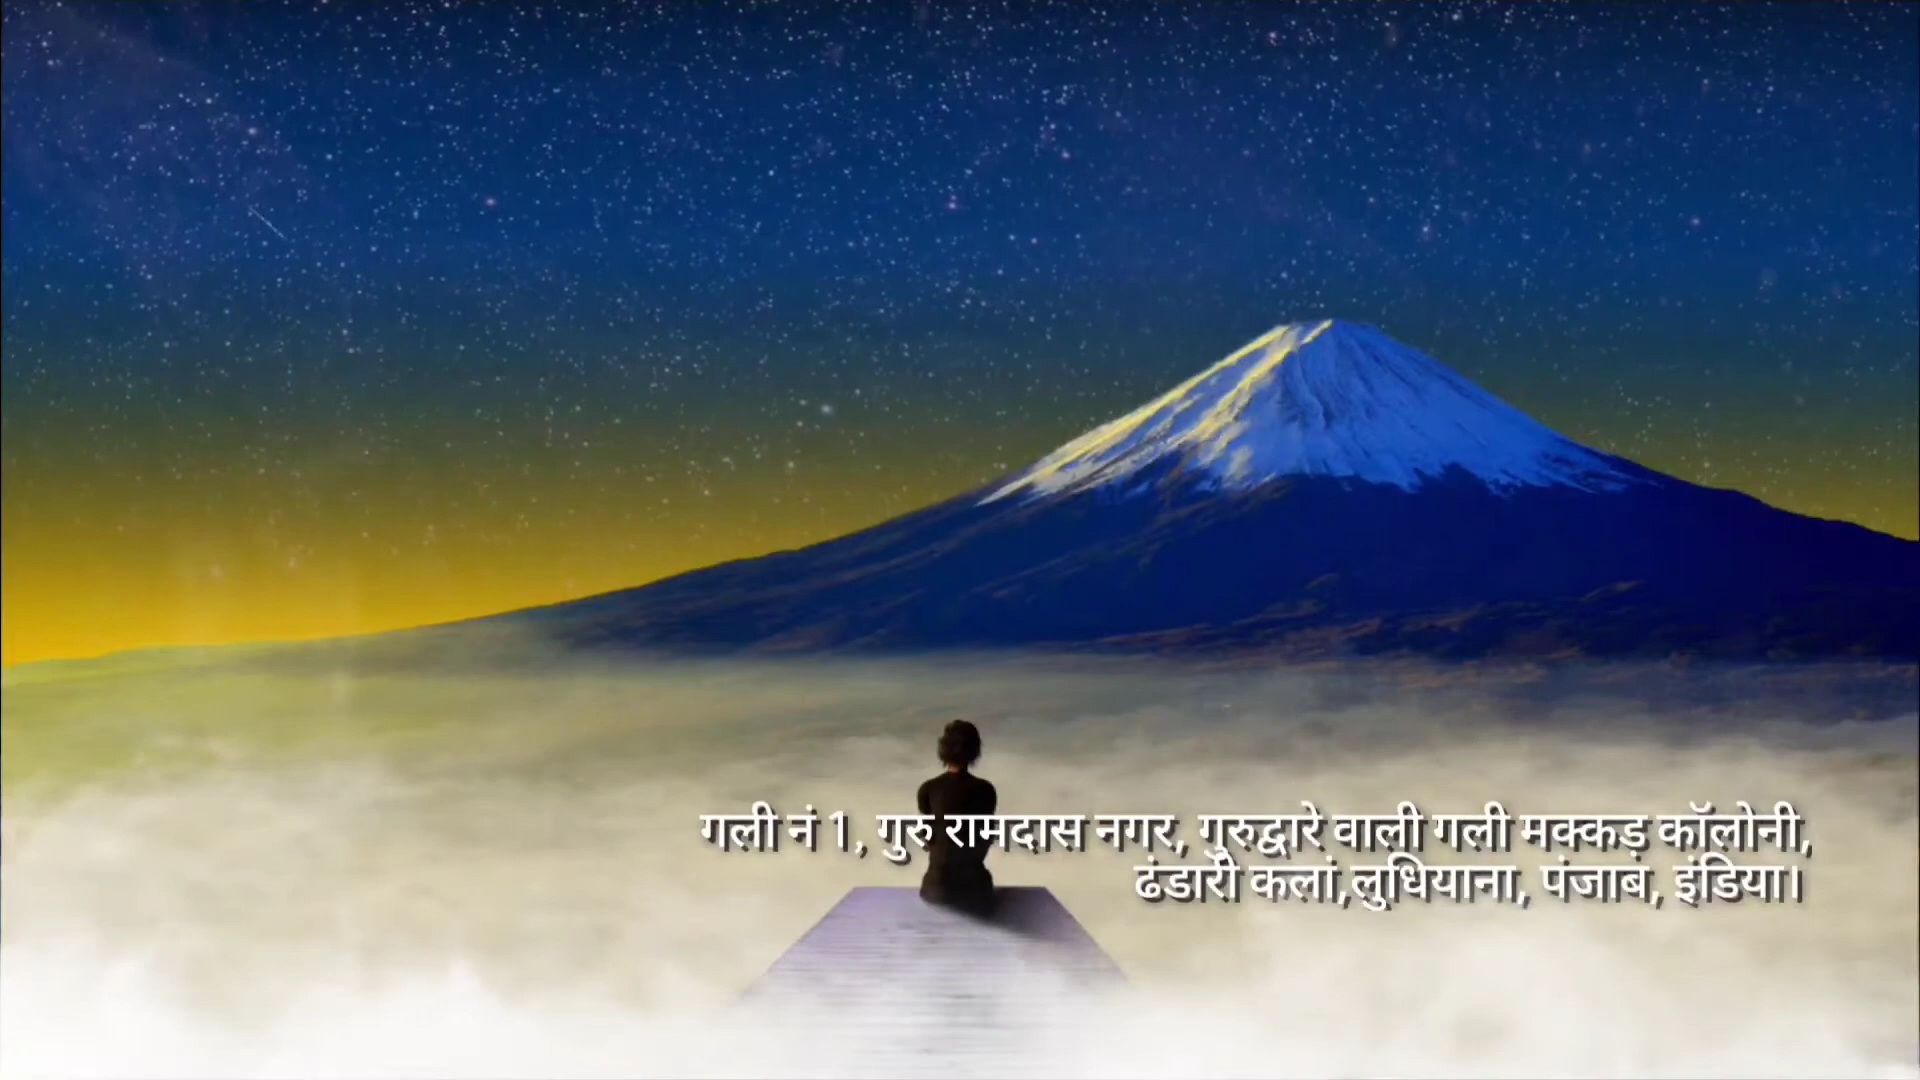 गली नं 1, गुरु रामदास नगर, गुरुद्वारे वाली गली मक्कड़ कॉलोनी,
ढंडारी कलां,लुधियाना, पंजाब, इंडिया।